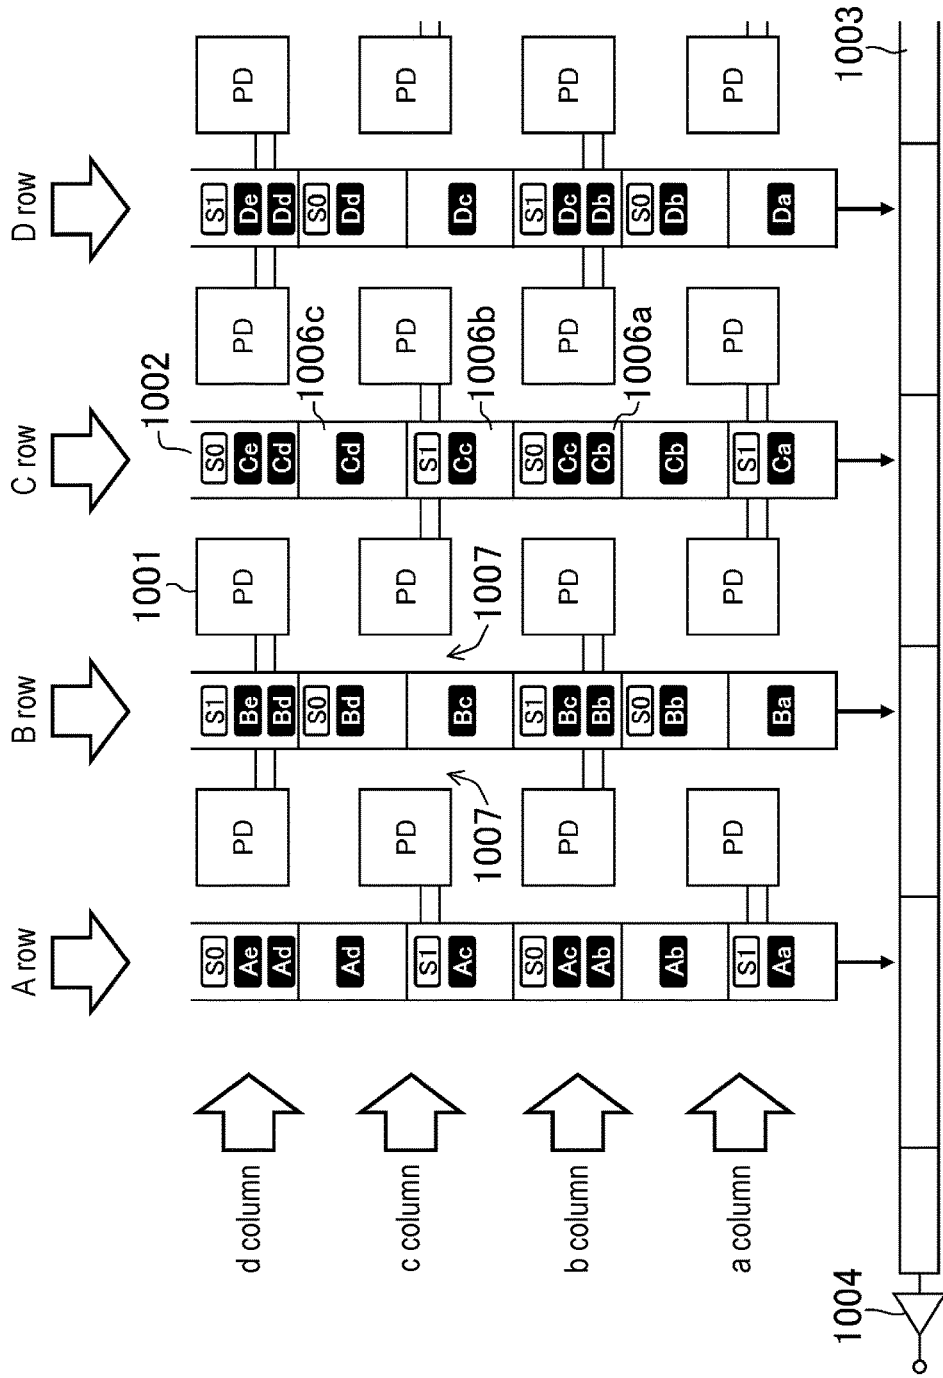 A row B row C row D row
1001 1002
S0 S1 S0 S1
d column Ae PD Be PD Ce PD De PD
Ad Bd Cd Dd
S0 1006c S0
Ad Bd Cd Dd
c column PD PD PD PD
S1 S1
Ac Bc Cc Dc
1007 1007 1006b
S0 S1 S0 S1
b column Ac PD Bc PD Cc PD Dc PD
Ab Bb Cb Db
S0 1006a S0
Ab Bb Cb Db
a column PD PD PD PD
S1 S1
Aa Ba Ca Da
1004 1003